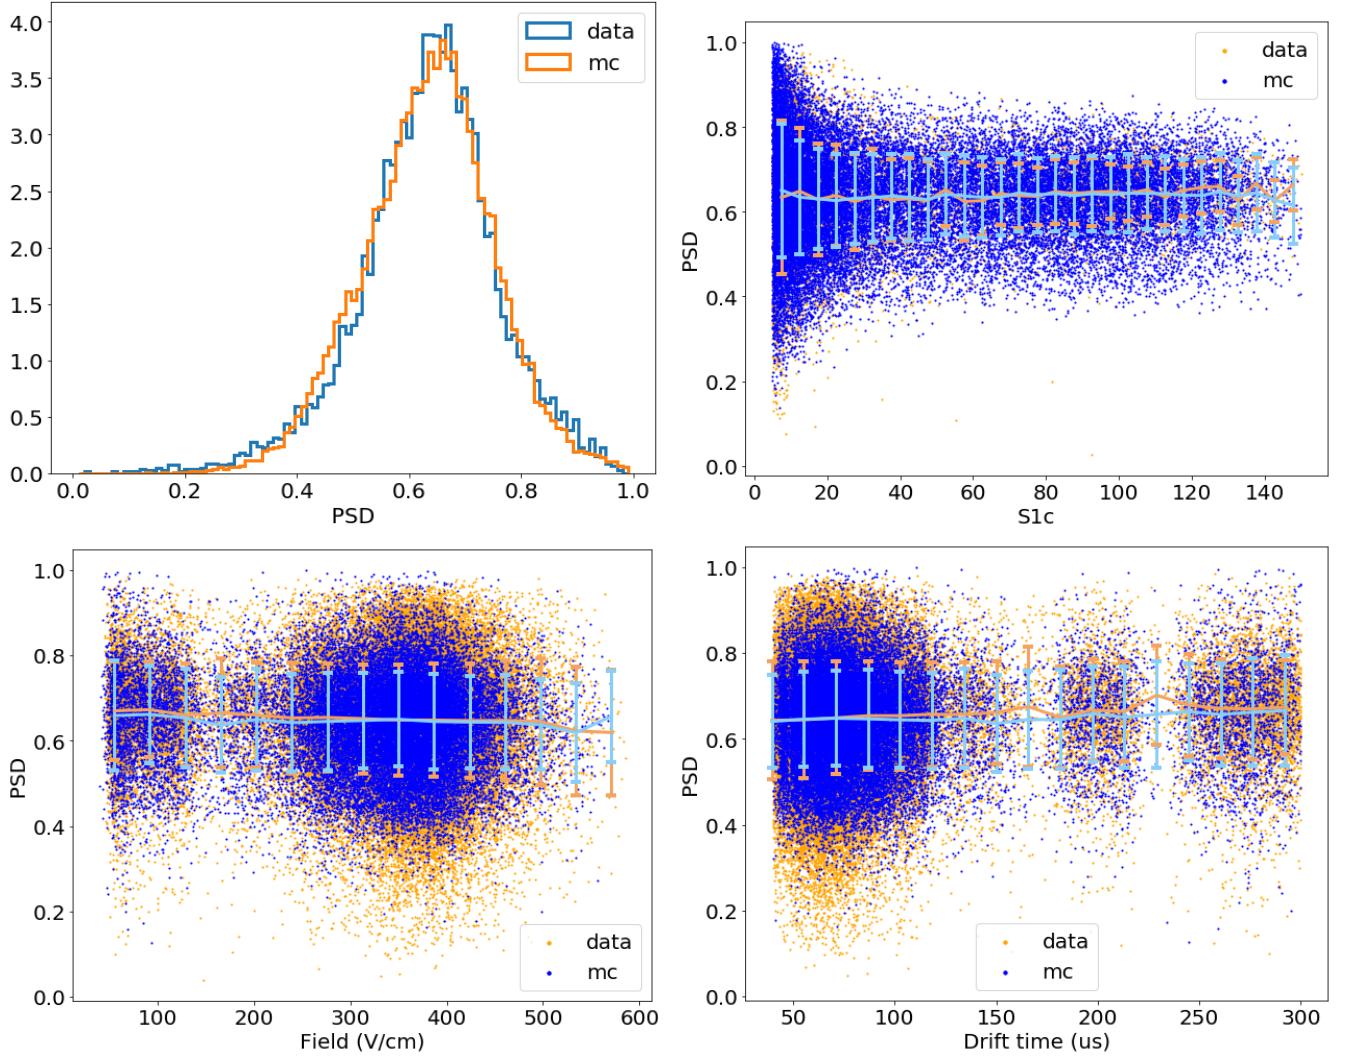 4.0
3.5
3.0
2.5
2.0
1.5
1.0
0.5
0.0
data
mc
0.0 0.2 0.4 0.6 0.8 1.0
PSD
1.0
0.8
0.6
0.4
0.2
0.0
PSD
data
mc
0 20 40 60 80 100 120 140
S1c
1.0
0.8
0.6
0.4
0.2
0.0
PSD
data
mc
100 200 300 400 500 600
Field (V/cm)
1.0
0.8
0.6
0.4
0.2
0.0
PSD
data
mc
50 100 150 200 250 300
Drift time (us)